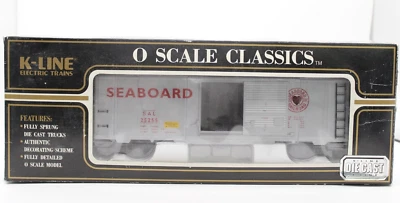 K-LINE
ELECTRIC TRAINS
O SCALE CLASSICS™
SEABOARD
FEATURES:
• FULLY SPRUNG
DIE CAST TRUCKS
• AUTHENTIC
DECORATING SCHEME
• FULLY DETAILED
O SCALE MODEL
DIE CAST